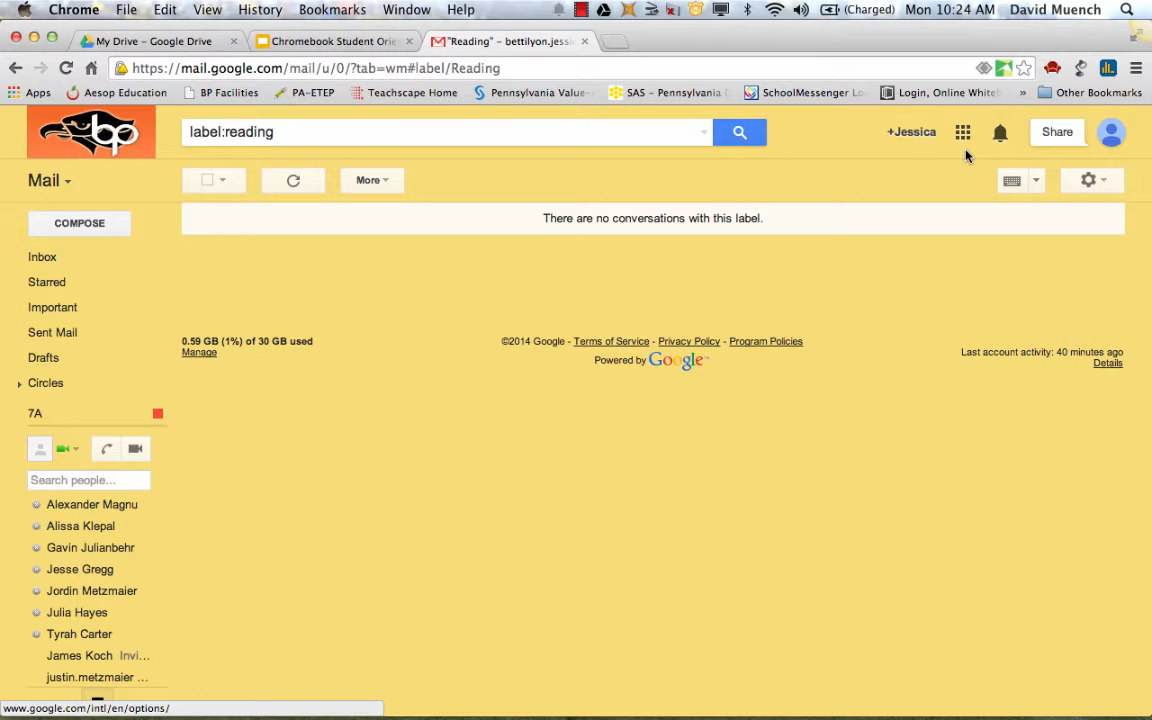 Chrome File Edit View History Bookmarks Window Help (Charged) Mon 10:24 AM David Muench
My Drive – Google Drive × Chromebook Student Orie × "Reading" – bettilyon.jessi ×
https://mail.google.com/mail/u/0/?tab=wm#label/Reading
Apps Aesop Education BP Facilities PA-ETEP Teachscape Home Pennsylvania Value- SAS – Pennsylvania SchoolMessenger Lo Login, Online White » Other Bookmarks
bp label:reading +Jessica Share
Mail More
There are no conversations with this label.
COMPOSE
Inbox
Starred
Important
Sent Mail
Drafts
Circles
7A
0.59 GB (1%) of 30 GB used
Manage
©2014 Google - Terms of Service - Privacy Policy - Program Policies
Powered by Google™
Last account activity: 40 minutes ago
Details
Search people...
Alexander Magnu
Alissa Klepal
Gavin Julianbehr
Jesse Gregg
Jordin Metzmaier
Julia Hayes
Tyrah Carter
James Koch Invi...
justin.metzmaier ...
www.google.com/intl/en/options/